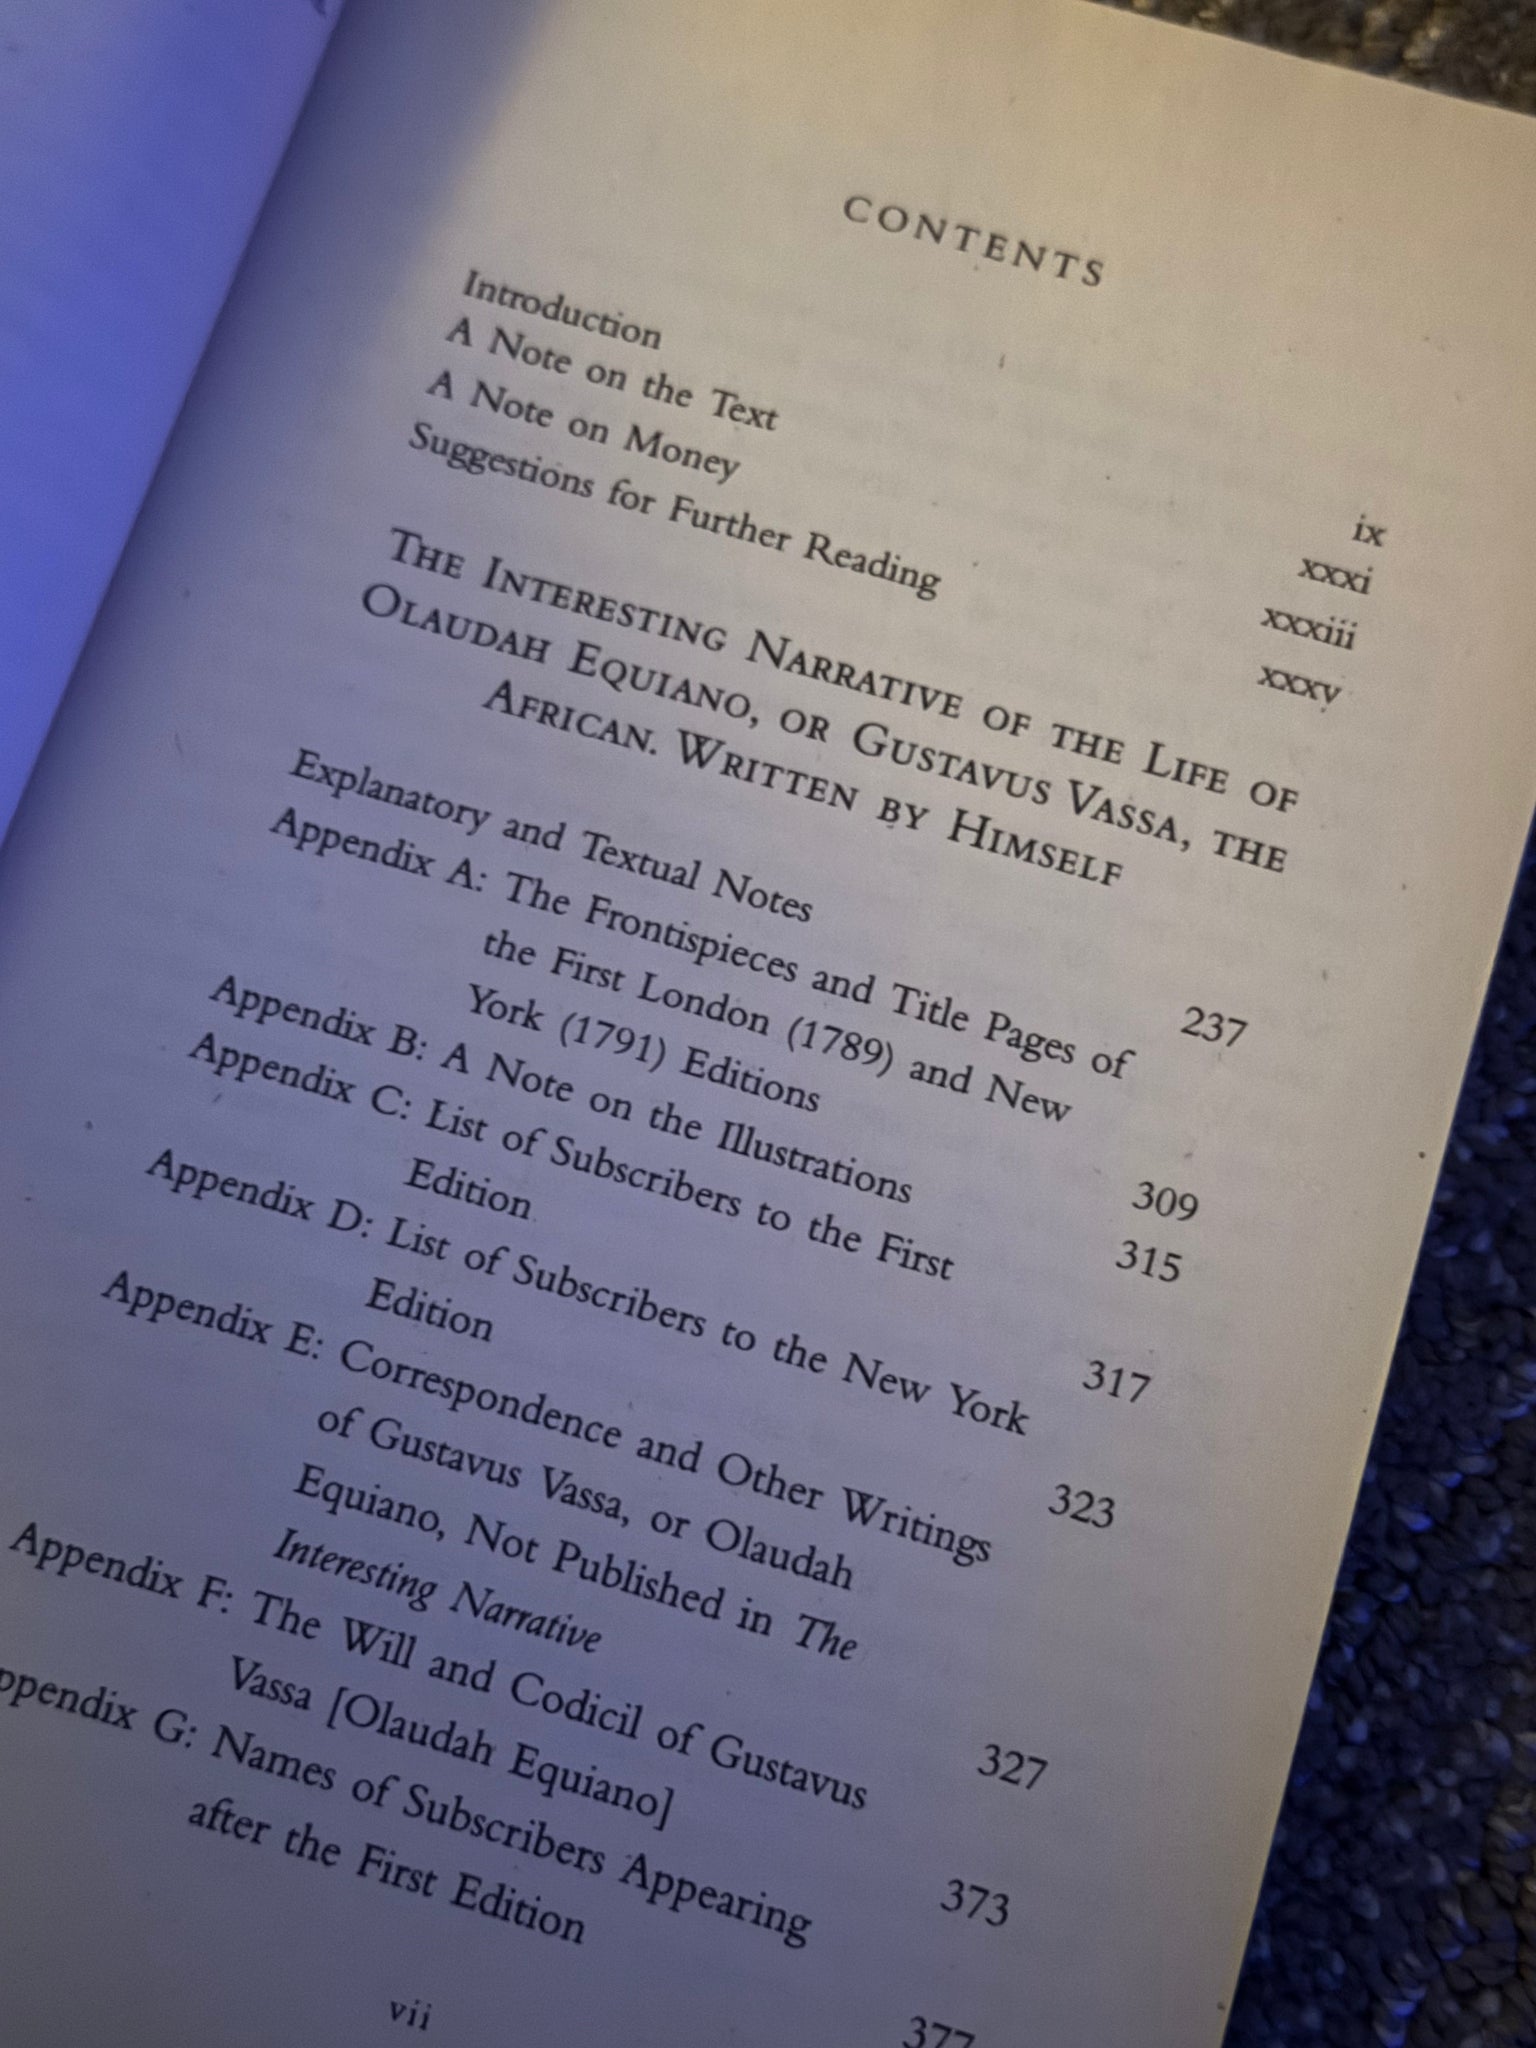 CONTENTS
Introduction ix
A Note on the Text xxxi
A Note on Money xxxiii
Suggestions for Further Reading xxxv
THE INTERESTING NARRATIVE OF THE LIFE OF
OLAUDAH EQUIANO, OR GUSTAVUS VASSA, THE
AFRICAN. WRITTEN BY HIMSELF
Explanatory and Textual Notes 237
Appendix A: The Frontispieces and Title Pages of
the First London (1789) and New
York (1791) Editions 309
Appendix B: A Note on the Illustrations 315
Appendix C: List of Subscribers to the First
Edition 317
Appendix D: List of Subscribers to the New York
Edition 323
Appendix E: Correspondence and Other Writings
of Gustavus Vassa, or Olaudah
Equiano, Not Published in The
Interesting Narrative 327
Appendix F: The Will and Codicil of Gustavus
Vassa [Olaudah Equiano] 373
ppendix G: Names of Subscribers Appearing
after the First Edition 377
vii